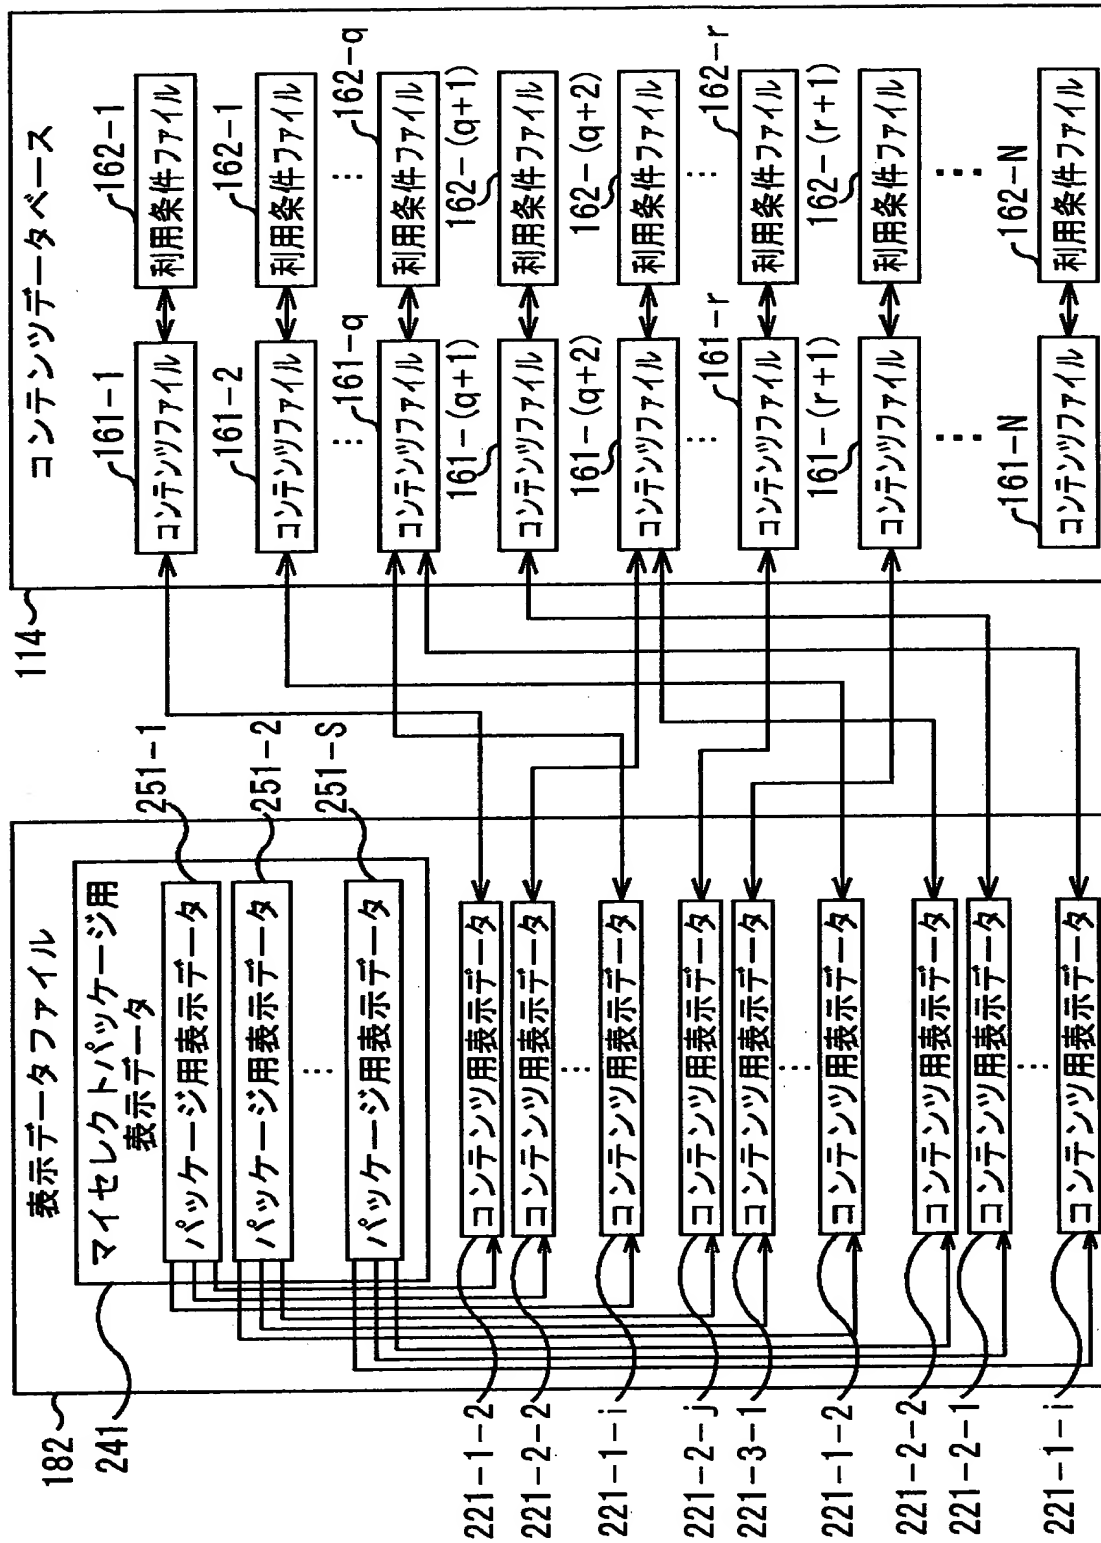 182
表示データファイル
241
マイセレクトパッケージ用
表示データ
パッケージ用表示データ
251-1
パッケージ用表示データ
251-2
⋮
パッケージ用表示データ
251-S
221-1-2
コンテンツ用表示データ
221-2-2
コンテンツ用表示データ
⋮
221-1-i
コンテンツ用表示データ
221-2-j
コンテンツ用表示データ
221-3-1
コンテンツ用表示データ
⋮
221-1-2
コンテンツ用表示データ
221-2-2
コンテンツ用表示データ
221-2-1
コンテンツ用表示データ
⋮
221-1-i
コンテンツ用表示データ
114
コンテンツデータベース
161-1
コンテンツファイル
162-1
利用条件ファイル
161-2
コンテンツファイル
162-1
利用条件ファイル
⋮
⋮
161-q
コンテンツファイル
162-q
利用条件ファイル
161-(q+1)
コンテンツファイル
162-(q+1)
利用条件ファイル
161-(q+2)
コンテンツファイル
162-(q+2)
利用条件ファイル
⋮
⋮
161-r
コンテンツファイル
162-r
利用条件ファイル
161-(r+1)
コンテンツファイル
162-(r+1)
利用条件ファイル
⋮
⋮
161-N
コンテンツファイル
162-N
利用条件ファイル